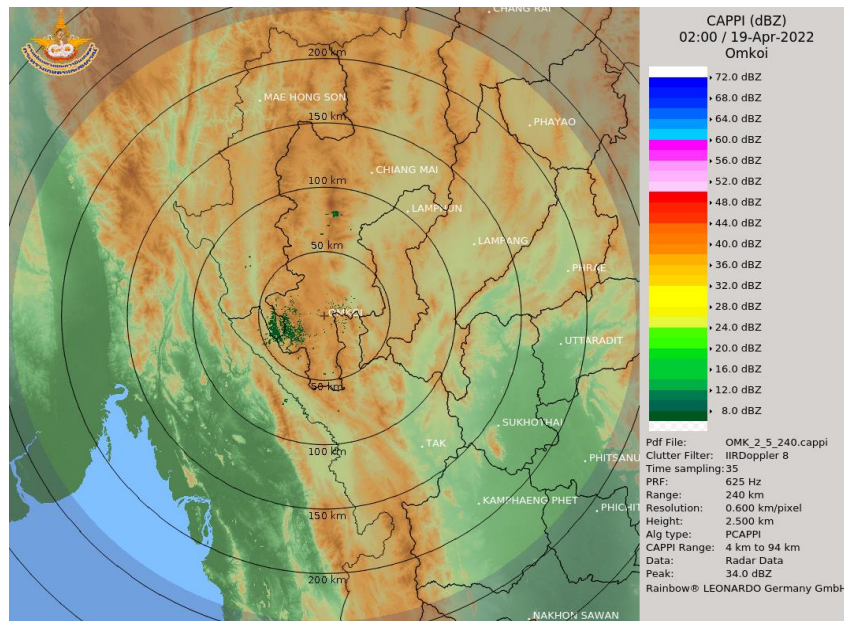 CHANG RAI
200 km
MAE HONG SON
150 km
PHAYAO
CHIANG MAI
100 km
LAMPHUN
LAMPANG
50 km
PHRAE
OMKOI
UTTARADIT
50 km
SUKHOTHAI
TAK
100 km
PHITSANU
KAMPHAENG PHET
PHICHIT
150 km
200 km
NAKHON SAWAN
CAPPI (dBZ)
02:00 / 19-Apr-2022
Omkoi
72.0 dBZ
68.0 dBZ
64.0 dBZ
60.0 dBZ
56.0 dBZ
52.0 dBZ
48.0 dBZ
44.0 dBZ
40.0 dBZ
36.0 dBZ
32.0 dBZ
28.0 dBZ
24.0 dBZ
20.0 dBZ
16.0 dBZ
12.0 dBZ
8.0 dBZ
Pdf File: OMK_2_5_240.cappi
Clutter Filter: IIRDoppler 8
Time sampling: 35
PRF: 625 Hz
Range: 240 km
Resolution: 0.600 km/pixel
Height: 2.500 km
Alg type: PCAPPI
CAPPI Range: 4 km to 94 km
Data: Radar Data
Peak: 34.0 dBZ
Rainbow® LEONARDO Germany GmbH